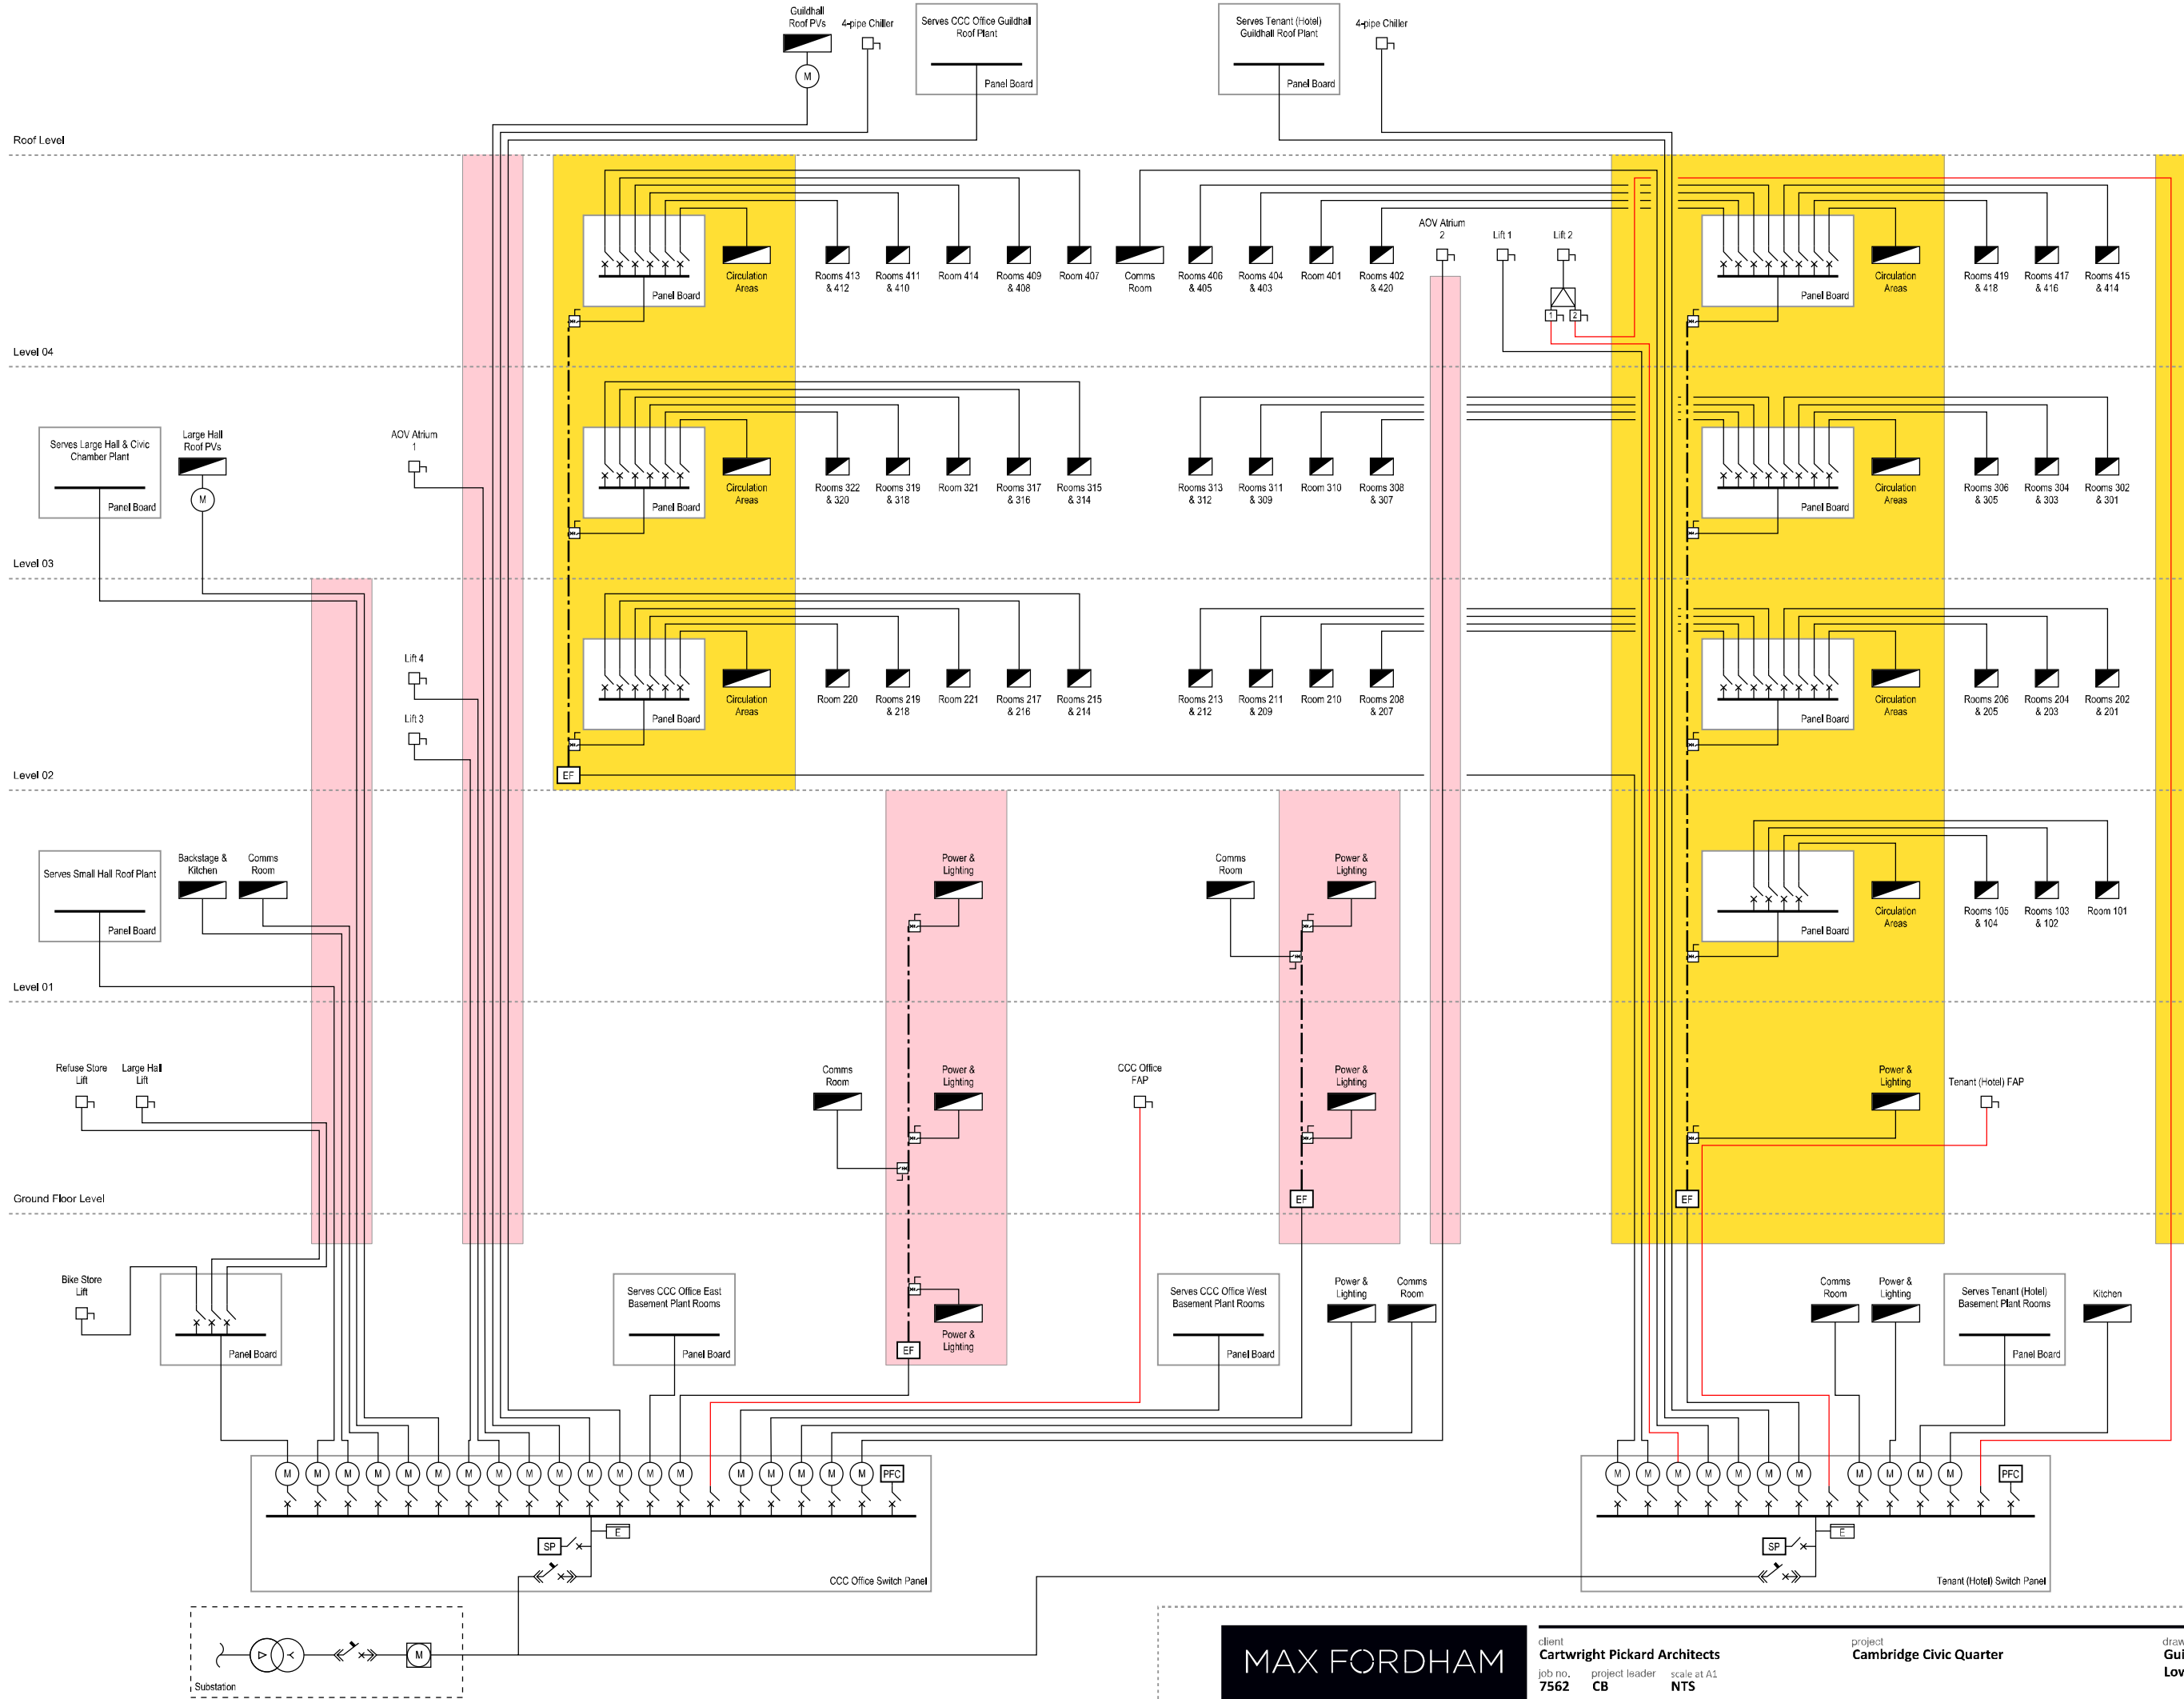 Guildhall
Roof PVs
4-pipe Chiller
Serves CCC Office Guildhall
Roof Plant
Panel Board
Serves Tenant (Hotel)
Guildhall Roof Plant
Panel Board
4-pipe Chiller
M
Roof Level
Panel Board
Circulation
Areas
Rooms 413
& 412
Rooms 411
& 410
Room 414
Rooms 409
& 408
Room 407
Comms
Room
Rooms 406
& 405
Rooms 404
& 403
Room 401
Rooms 402
& 420
AOV Atrium
2
Lift 1
Lift 2
1
2
Panel Board
Circulation
Areas
Rooms 419
& 418
Rooms 417
& 416
Rooms 415
& 414
Level 04
Serves Large Hall & Civic
Chamber Plant
Panel Board
Large Hall
Roof PVs
M
AOV Atrium
1
Panel Board
Circulation
Areas
Rooms 322
& 320
Rooms 319
& 318
Room 321
Rooms 317
& 316
Rooms 315
& 314
Rooms 313
& 312
Rooms 311
& 309
Room 310
Rooms 308
& 307
Panel Board
Circulation
Areas
Rooms 306
& 305
Rooms 304
& 303
Rooms 302
& 301
Level 03
Lift 4
Lift 3
Panel Board
Circulation
Areas
Room 220
Rooms 219
& 218
Room 221
Rooms 217
& 216
Rooms 215
& 214
Rooms 213
& 212
Rooms 211
& 209
Room 210
Rooms 208
& 207
Panel Board
Circulation
Areas
Rooms 206
& 205
Rooms 204
& 203
Rooms 202
& 201
EF
Level 02
Serves Small Hall Roof Plant
Panel Board
Backstage &
Kitchen
Comms
Room
Power &
Lighting
Comms
Room
Power &
Lighting
Panel Board
Circulation
Areas
Rooms 105
& 104
Rooms 103
& 102
Room 101
Level 01
Refuse Store
Lift
Large Hall
Lift
Comms
Room
Power &
Lighting
CCC Office
FAP
Power &
Lighting
Power &
Lighting
Tenant (Hotel) FAP
EF
EF
Ground Floor Level
Bike Store
Lift
Panel Board
Serves CCC Office East
Basement Plant Rooms
Panel Board
Power &
Lighting
EF
Serves CCC Office West
Basement Plant Rooms
Panel Board
Power &
Lighting
Comms
Room
Comms
Room
Power &
Lighting
Serves Tenant (Hotel)
Basement Plant Rooms
Panel Board
Kitchen
M M M M M M M M M M M M M M M M M M M PFC
M M M M M M M M M M M PFC
E
SP
CCC Office Switch Panel
E
SP
Tenant (Hotel) Switch Panel
M
Substation
MAX FORDHAM
client
Cartwright Pickard Architects
job no. project leader scale at A1
7562 CB NTS
project
Cambridge Civic Quarter